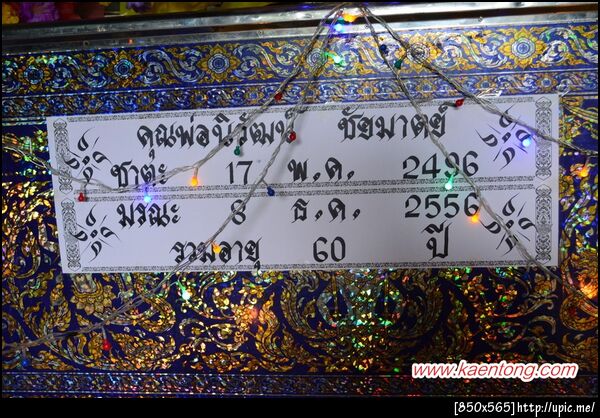 คุณพ่อนิวัฒน์ ชัยมาตย์
ชาตะ 17 พ.ค. 2496
มรณะ 8 ธ.ค. 2556
รวมอายุ 60 ปี
www.kaentong.com
[850x565]http://upic.me/